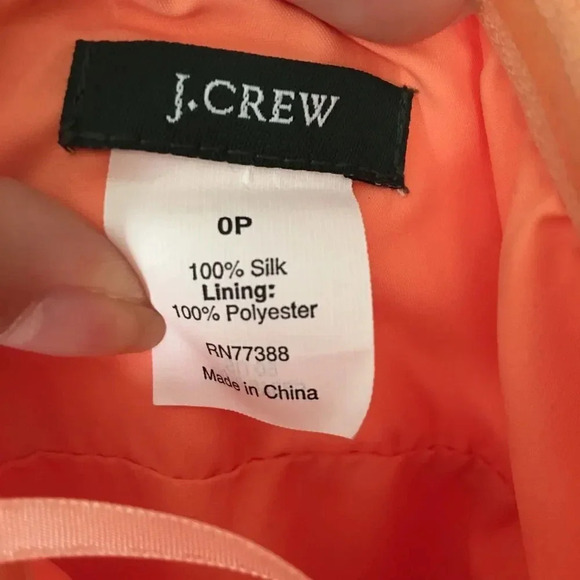 J.CREW
0P
100% Silk
Lining:
100% Polyester
RN77388
Made in China